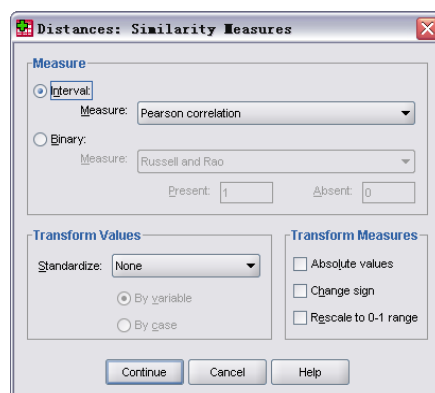 Distances: Similarity Measures
Measure
Interval:
Measure: Pearson correlation
Binary:
Measure: Russell and Rao
Present: 1 Absent: 0
Transform Values
Standardize: None
By variable
By case
Transform Measures
Absolute values
Change sign
Rescale to 0-1 range
Continue Cancel Help